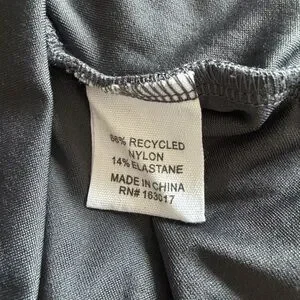 86% RECYCLED
NYLON
14% ELASTANE
MADE IN CHINA
RN# 163017